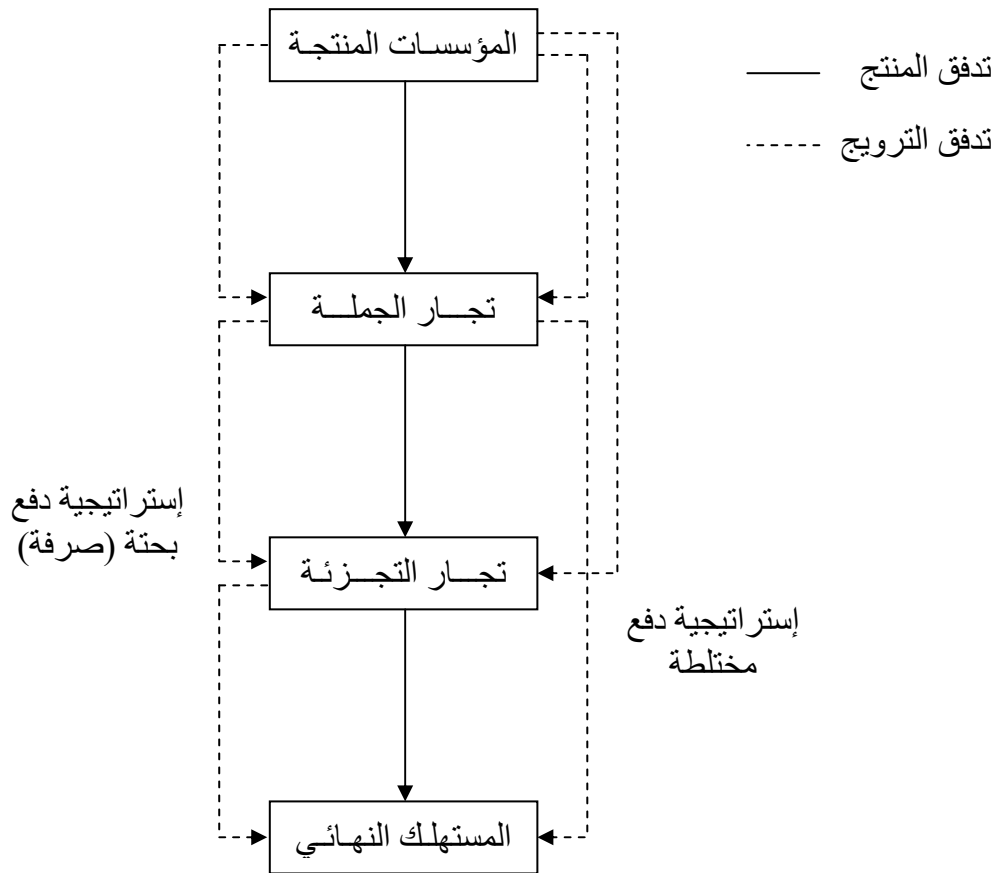 المؤسسات المنتجة
تدفق المنتج
تدفق الترويج
تجار الجملة
إستراتيجية دفع
بحتة (صرفة)
تجار التجزئة
إستراتيجية دفع
مختلطة
المستهلك النهائي